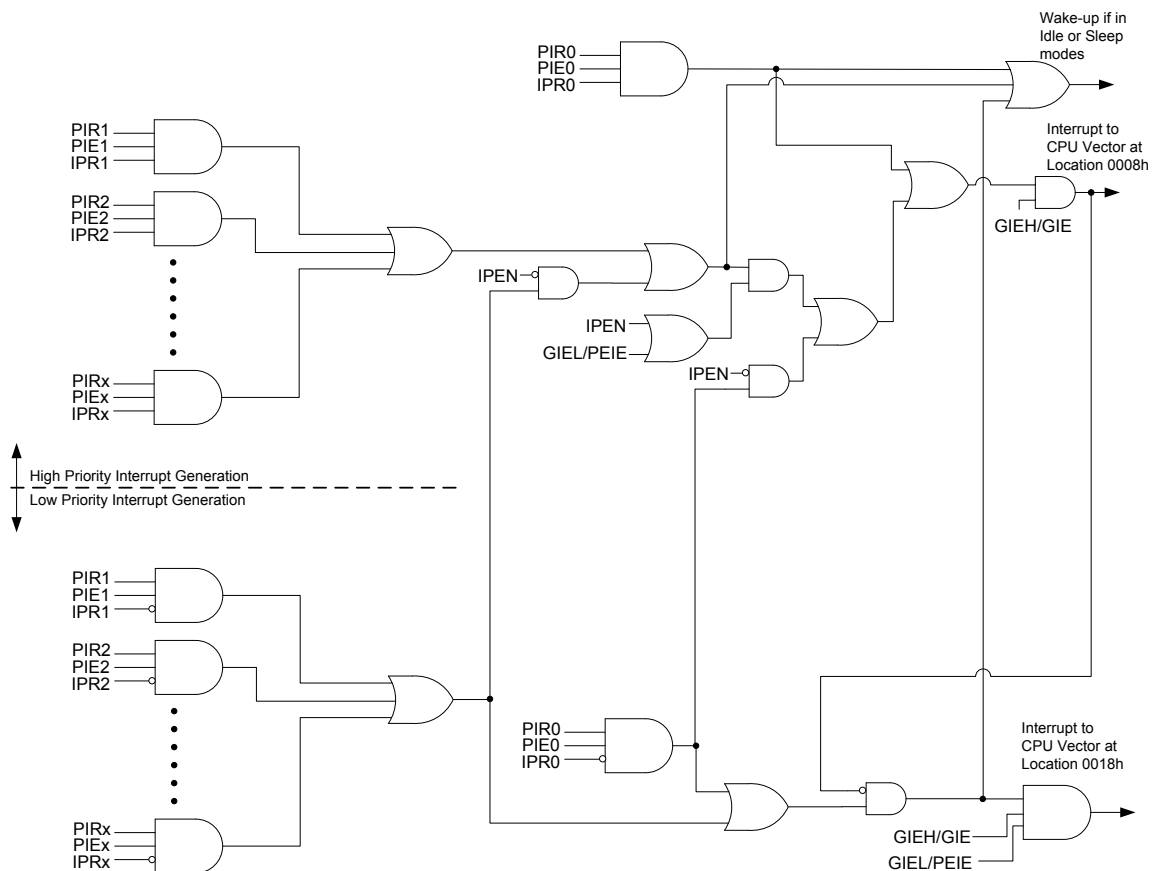 Wake-up if in
Idle or Sleep
modes
PIR0
PIE0
IPR0
Interrupt to
CPU Vector at
Location 0008h
PIR1
PIE1
IPR1
PIR2
PIE2
IPR2
GIEH/GIE
IPEN
IPEN
GIEL/PEIE
IPEN
PIRx
PIEx
IPRx
High Priority Interrupt Generation
Low Priority Interrupt Generation
PIR1
PIE1
IPR1
PIR2
PIE2
IPR2
PIR0
PIE0
IPR0
Interrupt to
CPU Vector at
Location 0018h
PIRx
PIEx
IPRx
GIEH/GIE
GIEL/PEIE